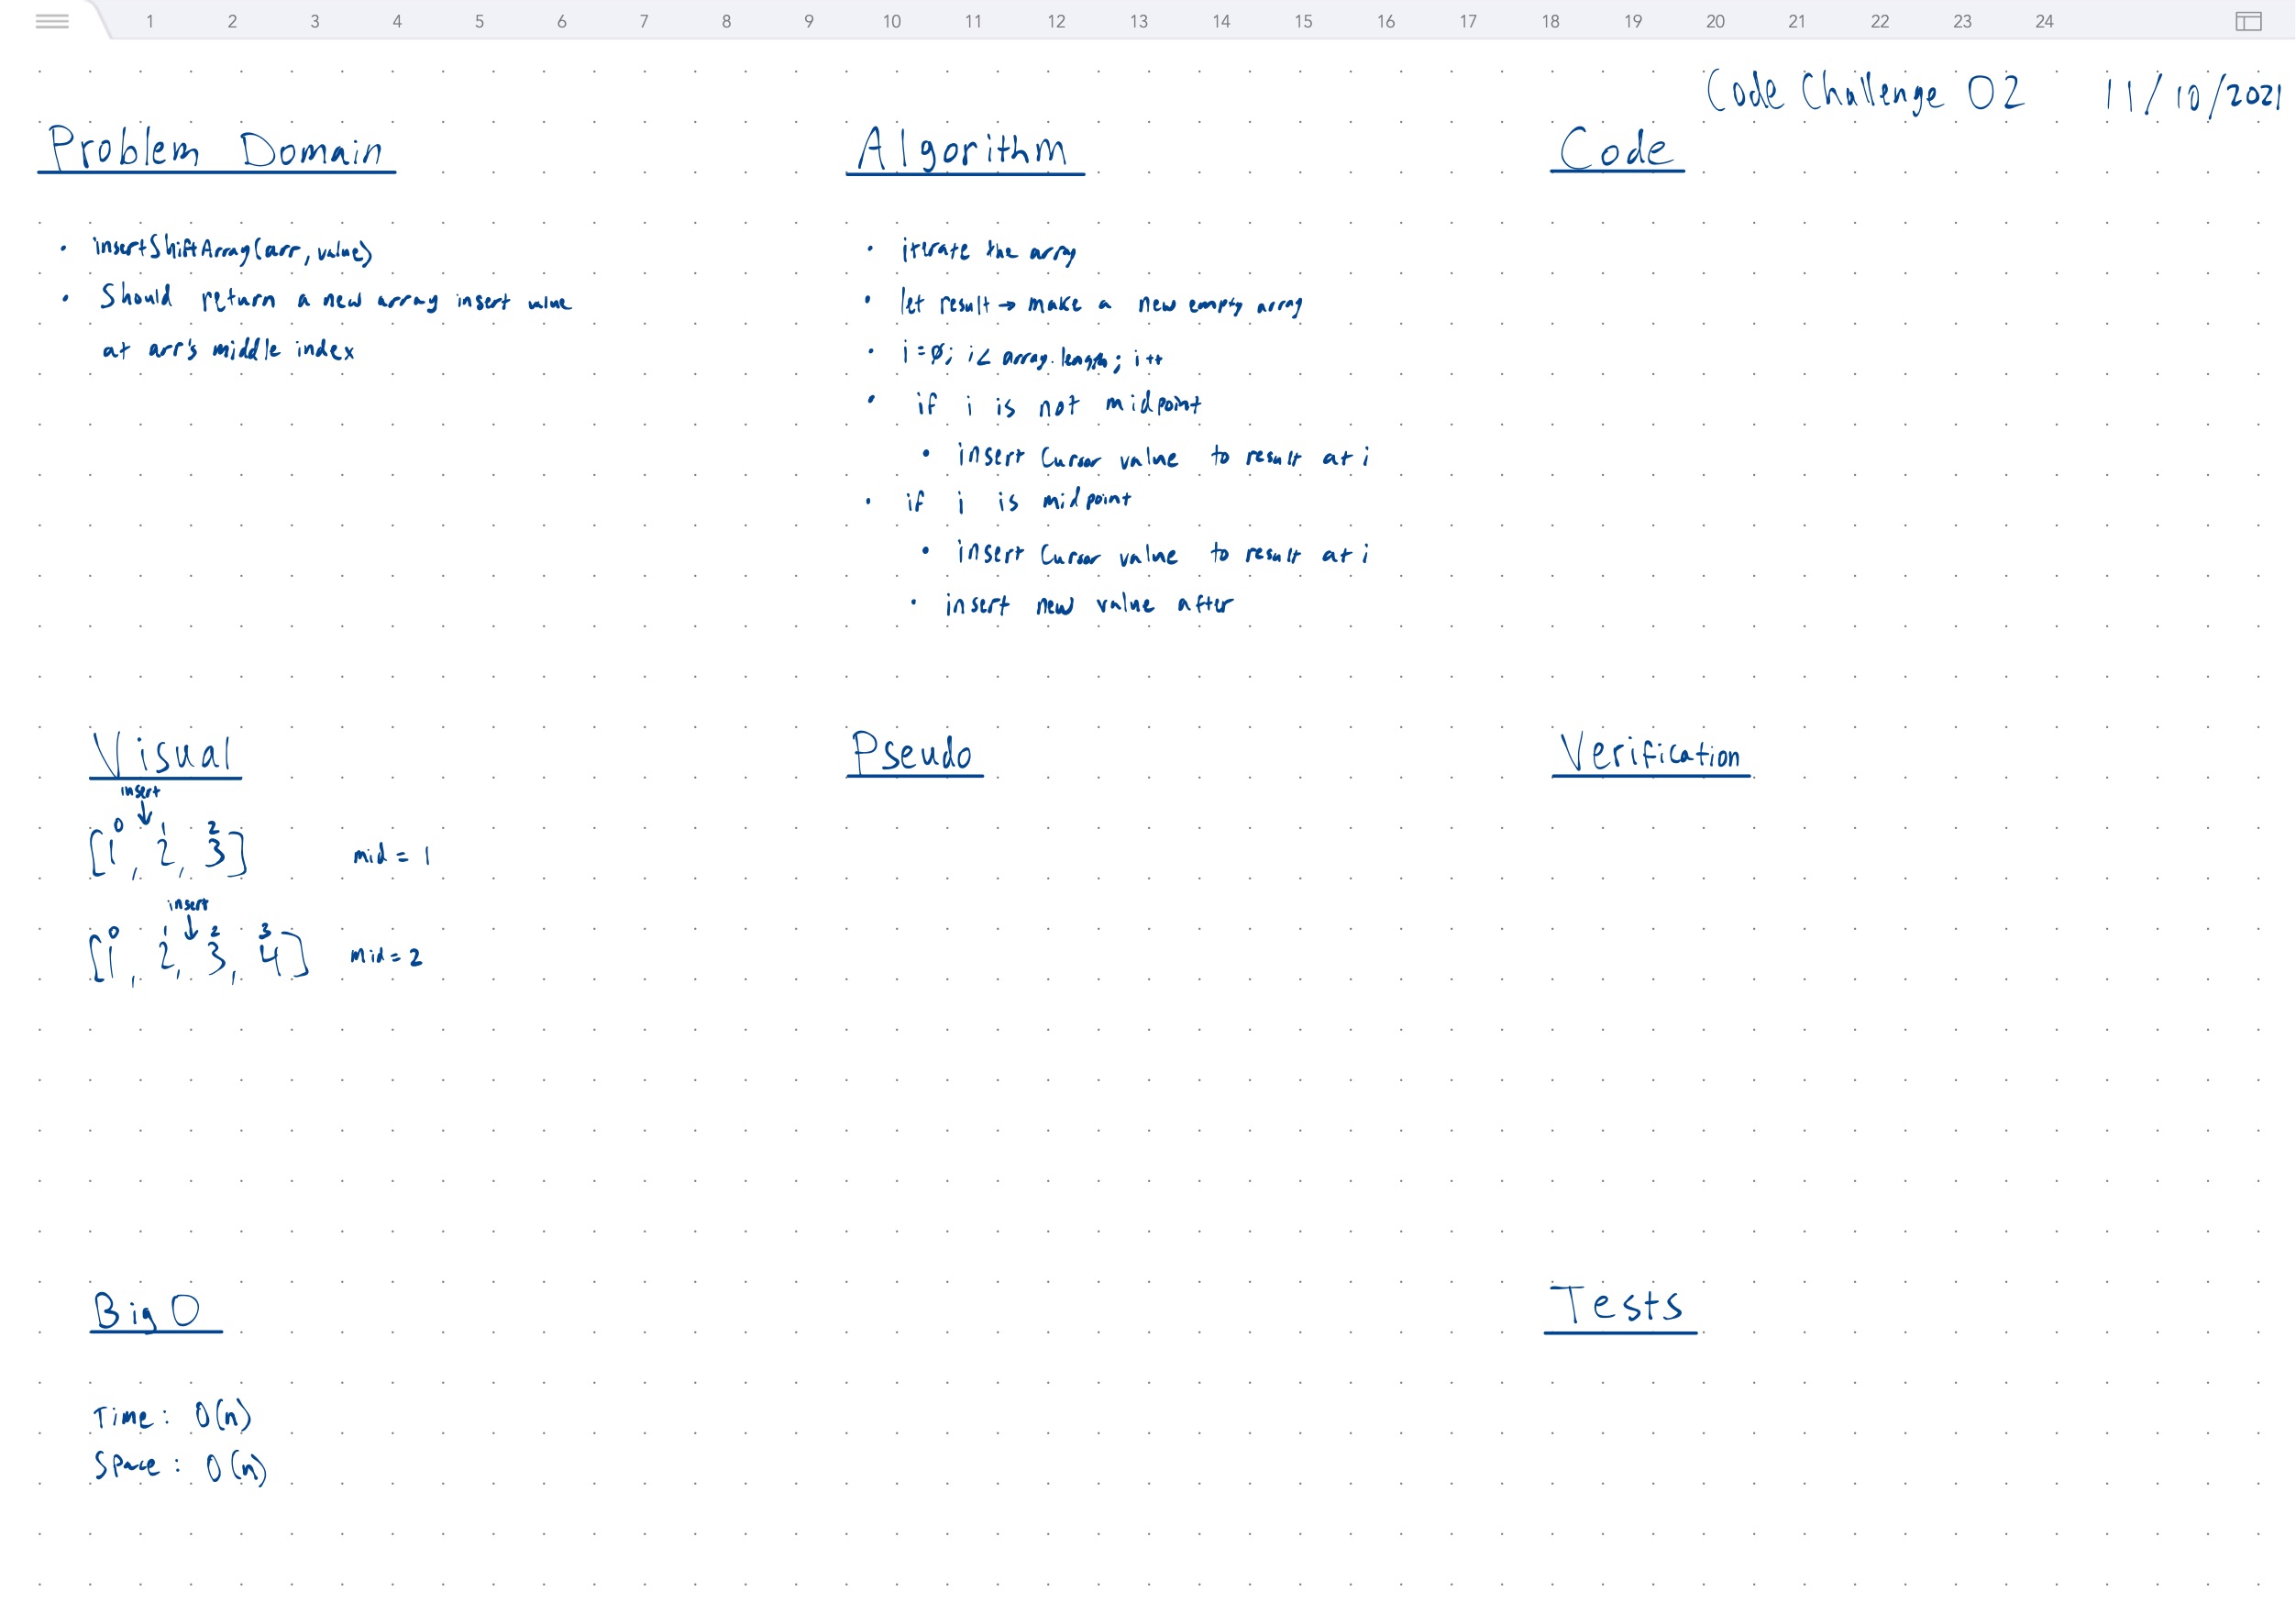 1 2 3 4 5 6 7 8 9 10 11 12 13 14 15 16 17 18 19 20 21 22 23 24
Code Challenge 02 11/10/2021
Problem Domain
• insertShiftArray(arr, value)
• Should return a new array insert value
at arr's middle index
Visual
insert
0 1 2
[1, 2, 3] mid = 1
insert
0 1 2 3
[1, 2, 3, 4] mid = 2
Big O
Time: O(n)
Space: O(n)
Algorithm
• iterate the array
• let result → make a new empty array
• i=0; i< array.length; i++
• if i is not midpoint
• insert Cursor value to result at i
• if i is midpoint
• insert Cursor value to result at i
• insert new value after
Pseudo
Code
Verification
Tests